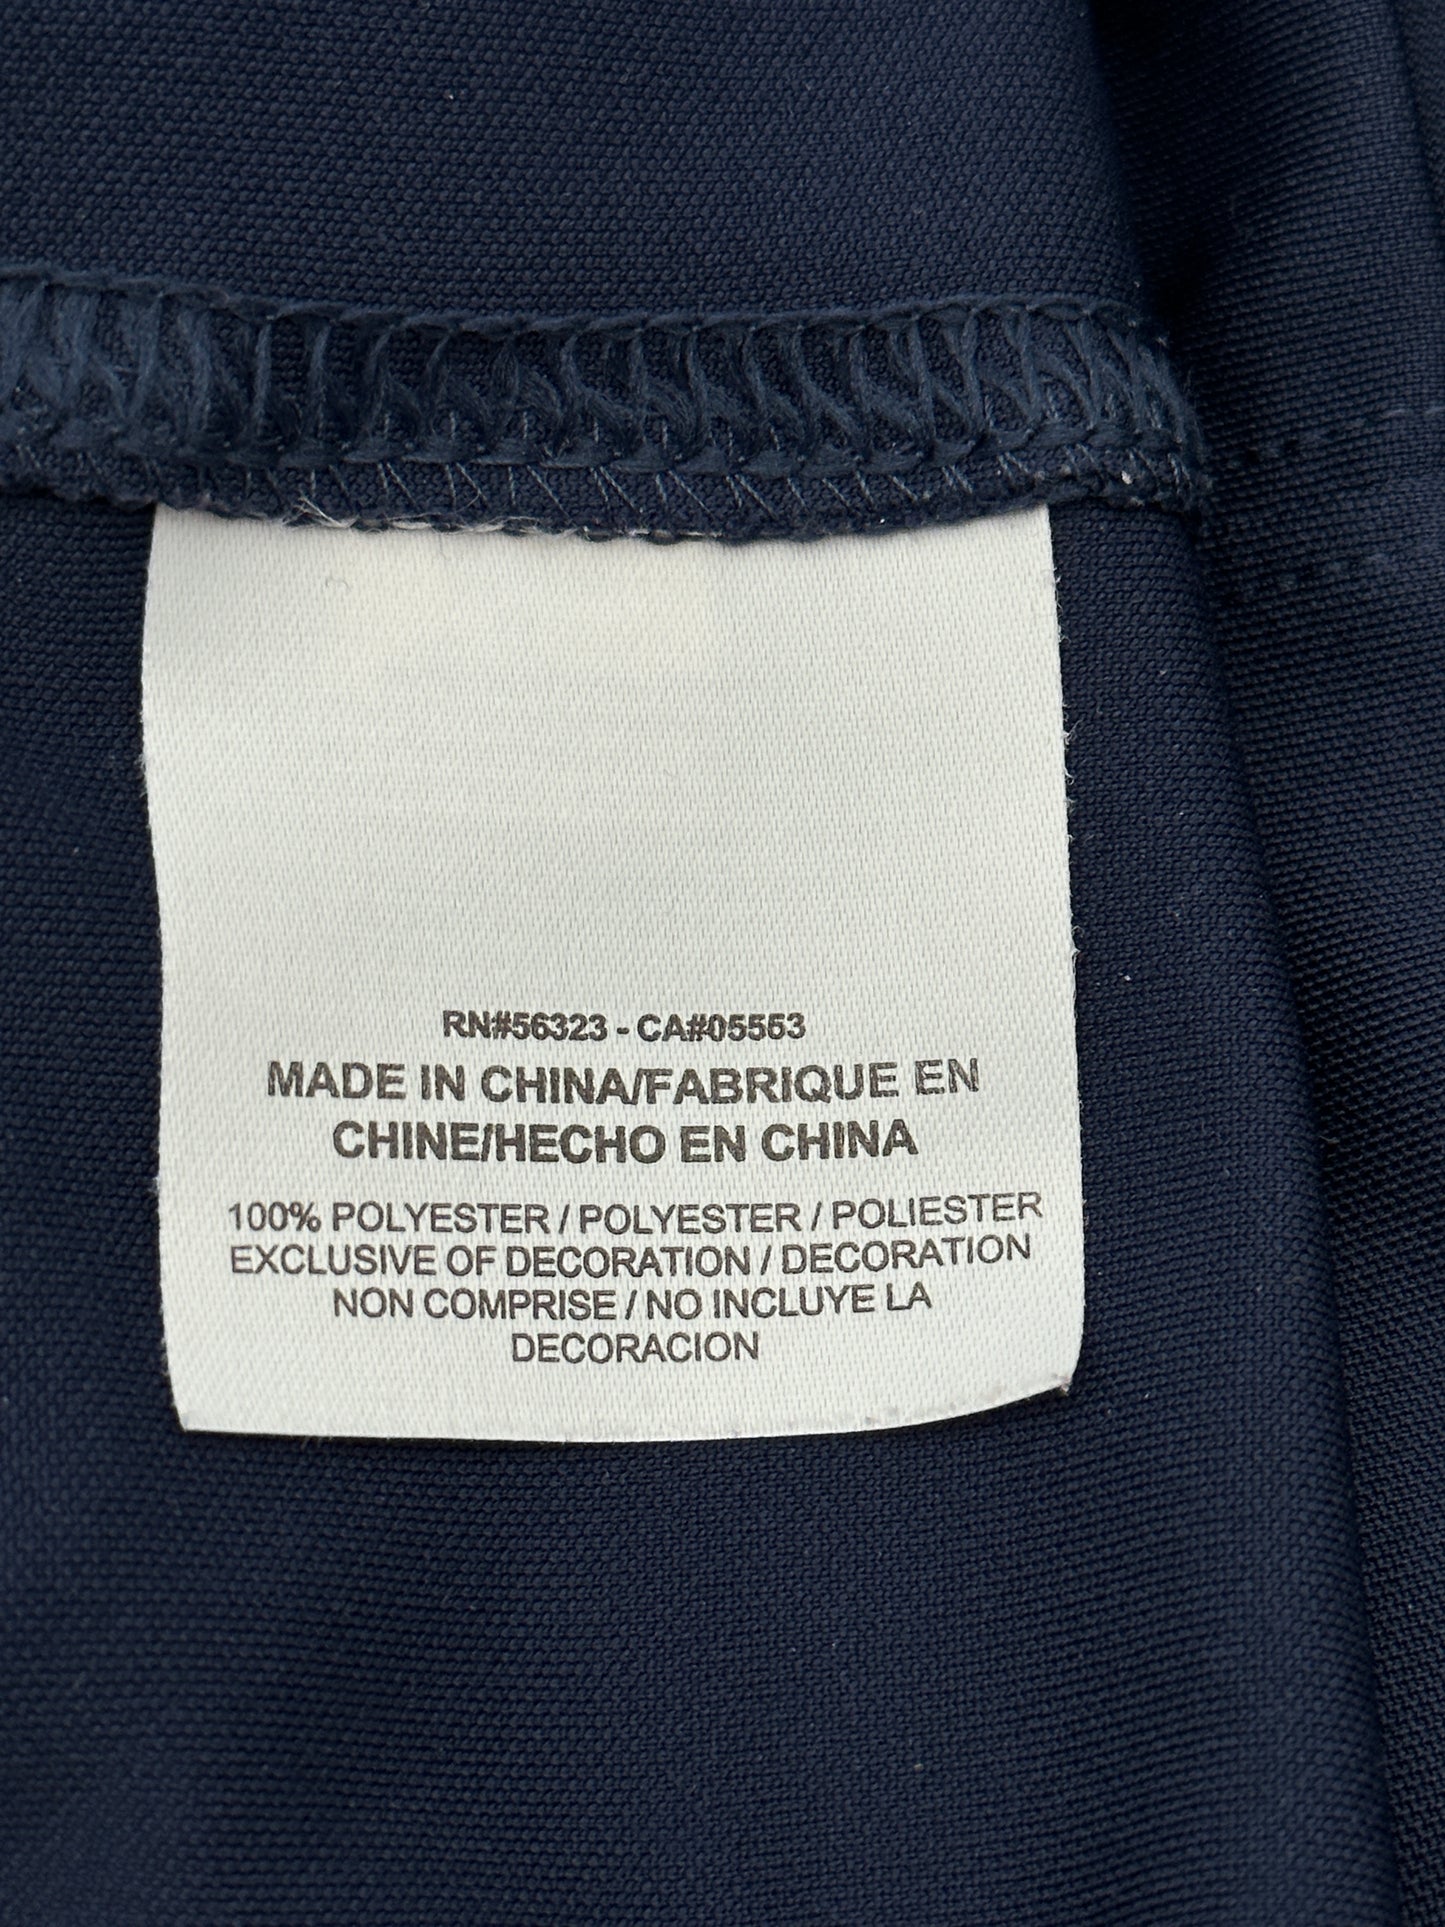 RN#56323 - CA#05553
MADE IN CHINA/FABRIQUE EN
CHINE/HECHO EN CHINA
100% POLYESTER / POLYESTER / POLIESTER
EXCLUSIVE OF DECORATION / DECORATION
NON COMPRISE / NO INCLUYE LA
DECORACION